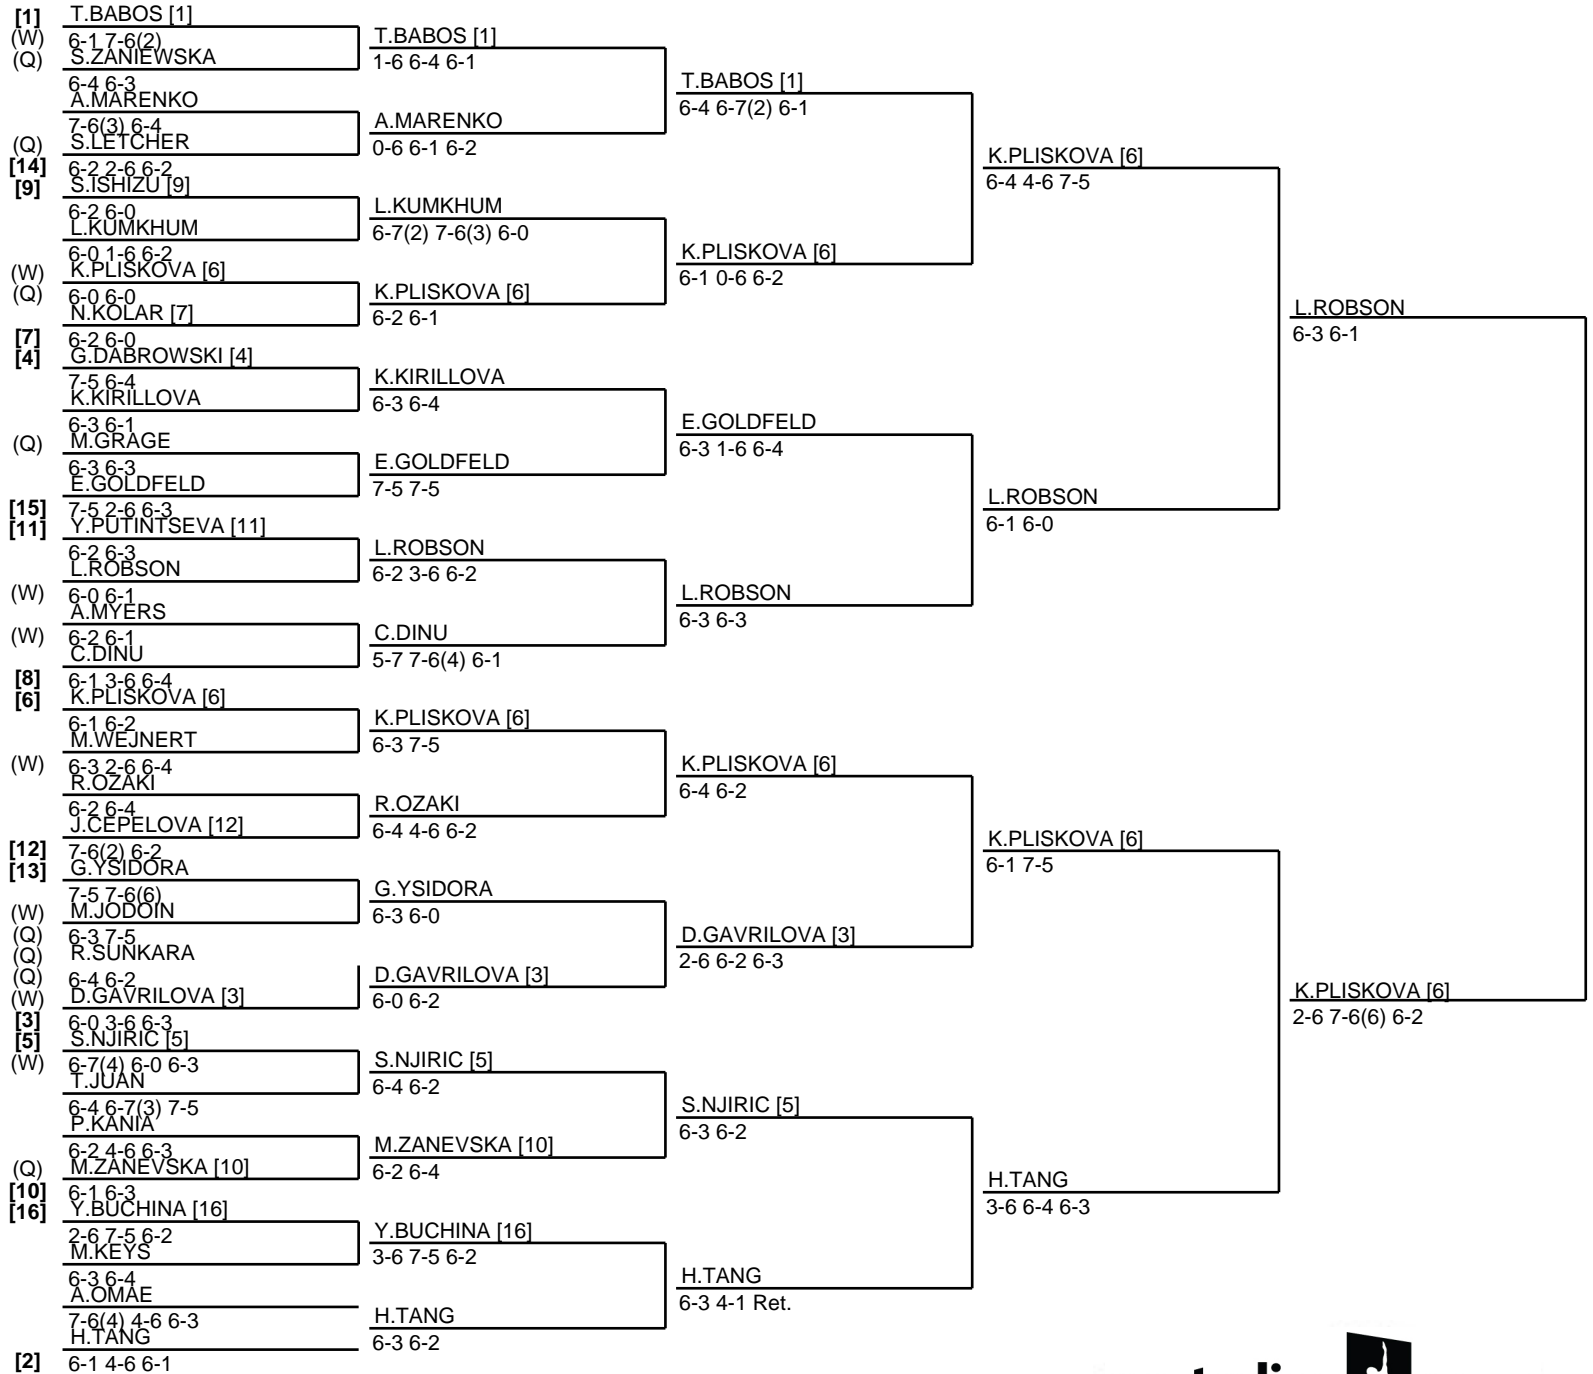 [1]
(W)
(Q)
(Q)
[14]
[9]
(W)
(Q)
[7]
[4]
(Q)
[15]
[11]
(W)
(W)
[8]
[6]
(W)
[12]
[13]
(W)
(Q)
(Q)
(Q)
(W)
[3]
[5]
(W)
(Q)
[10]
[16]
[2]
T.BABOS [1]
6-1 7-6(2)
S.ZANIEWSKA
6-4 6-3
A.MARENKO
7-6(3) 6-4
S.LETCHER
6-2 2-6 6-2
S.ISHIZU [9]
6-2 6-0
L.KUMKHUM
6-0 1-6 6-2
K.PLISKOVA [6]
6-0 6-0
N.KOLAR [7]
6-2 6-0
G.DABROWSKI [4]
7-5 6-4
K.KIRILLOVA
6-3 6-1
M.GRAGE
6-3 6-3
E.GOLDFELD
7-5 2-6 6-3
Y.PUTINTSEVA [11]
6-2 6-3
L.ROBSON
6-0 6-1
A.MYERS
6-2 6-1
C.DINU
6-1 3-6 6-4
K.PLISKOVA [6]
6-1 6-2
M.WEJNERT
6-3 2-6 6-4
R.OZAKI
6-2 6-4
J.CEPELOVA [12]
7-6(2) 6-2
G.YSIDORA
7-5 7-6(6)
M.JODOIN
6-3 7-5
R.SUNKARA
6-4 6-2
D.GAVRILOVA [3]
6-0 3-6 6-3
S.NJIRIC [5]
6-7(4) 6-0 6-3
T.JUAN
6-4 6-7(3) 7-5
P.KANIA
6-2 4-6 6-3
M.ZANEVSKA [10]
6-1 6-3
Y.BUCHINA [16]
2-6 7-5 6-2
M.KEYS
6-3 6-4
A.OMAE
7-6(4) 4-6 6-3
H.TANG
6-1 4-6 6-1
T.BABOS [1]
1-6 6-4 6-1
A.MARENKO
0-6 6-1 6-2
L.KUMKHUM
6-7(2) 7-6(3) 6-0
K.PLISKOVA [6]
6-2 6-1
K.KIRILLOVA
6-3 6-4
E.GOLDFELD
7-5 7-5
L.ROBSON
6-2 3-6 6-2
C.DINU
5-7 7-6(4) 6-1
K.PLISKOVA [6]
6-3 7-5
R.OZAKI
6-4 4-6 6-2
G.YSIDORA
6-3 6-0
D.GAVRILOVA [3]
6-0 6-2
S.NJIRIC [5]
6-4 6-2
M.ZANEVSKA [10]
6-2 6-4
Y.BUCHINA [16]
3-6 7-5 6-2
H.TANG
6-3 6-2
T.BABOS [1]
6-4 6-7(2) 6-1
K.PLISKOVA [6]
6-1 0-6 6-2
E.GOLDFELD
6-3 1-6 6-4
L.ROBSON
6-3 6-3
K.PLISKOVA [6]
6-4 6-2
D.GAVRILOVA [3]
2-6 6-2 6-3
S.NJIRIC [5]
6-3 6-2
H.TANG
6-3 4-1 Ret.
K.PLISKOVA [6]
6-4 4-6 7-5
L.ROBSON
6-1 6-0
K.PLISKOVA [6]
6-1 7-5
H.TANG
3-6 6-4 6-3
L.ROBSON
6-3 6-1
K.PLISKOVA [6]
2-6 7-6(6) 6-2